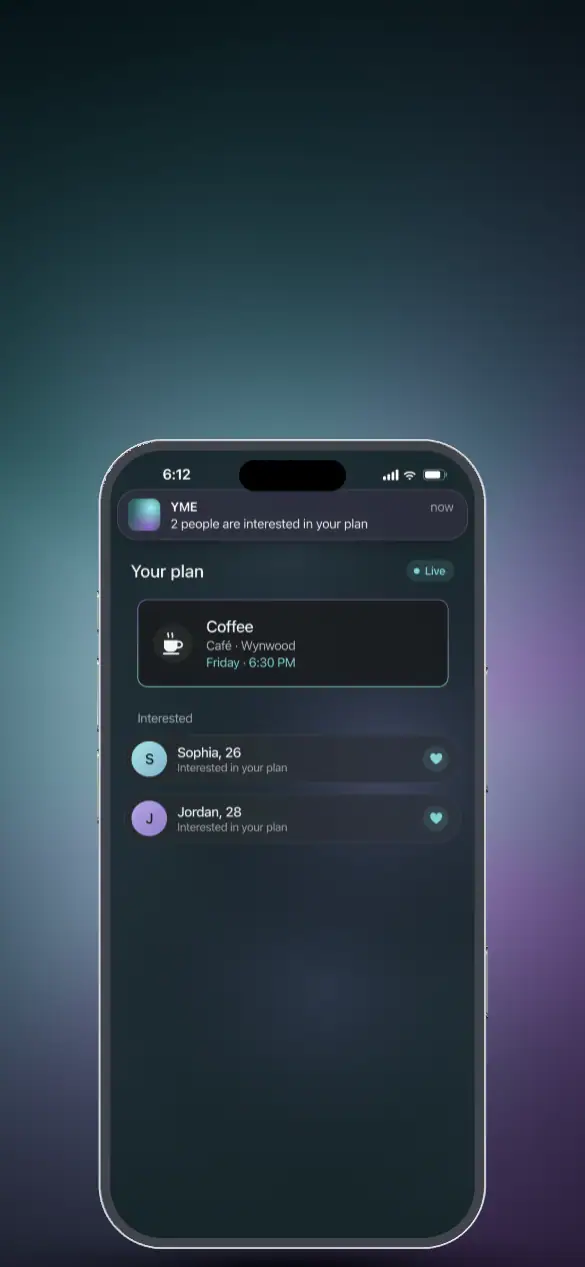 6:12
YME
now
2 people are interested in your plan
Your plan
Live
Coffee
Café · Wynwood
Friday · 6:30 PM
Interested
S
Sophia, 26
Interested in your plan
J
Jordan, 28
Interested in your plan